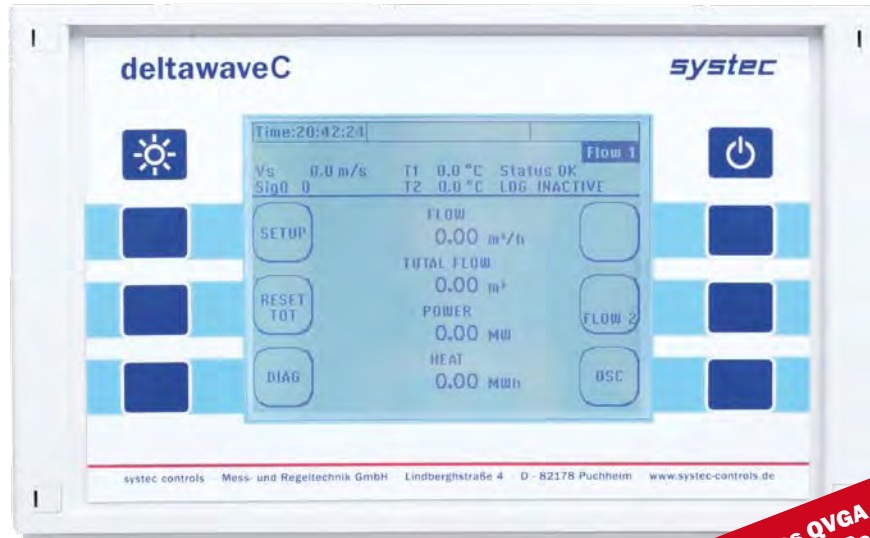 deltawaveC
systec
Time:20:42:24
Flow 1
Vs 0.0 m/s T1 0.0 °C Status OK
SigQ 0 T2 0.0 °C LOG INACTIVE
SETUP
FLOW
0.00 m³/h
TOTAL FLOW
0.00 m³
RESET
TOT
POWER
0.00 MW
FLOW 2
HEAT
0.00 MWh
DIAG
OSC
systec controls Mess- und Regeltechnik GmbH Lindberghstraße 4 D - 82178 Puchheim www.systec-controls.de
QVGA